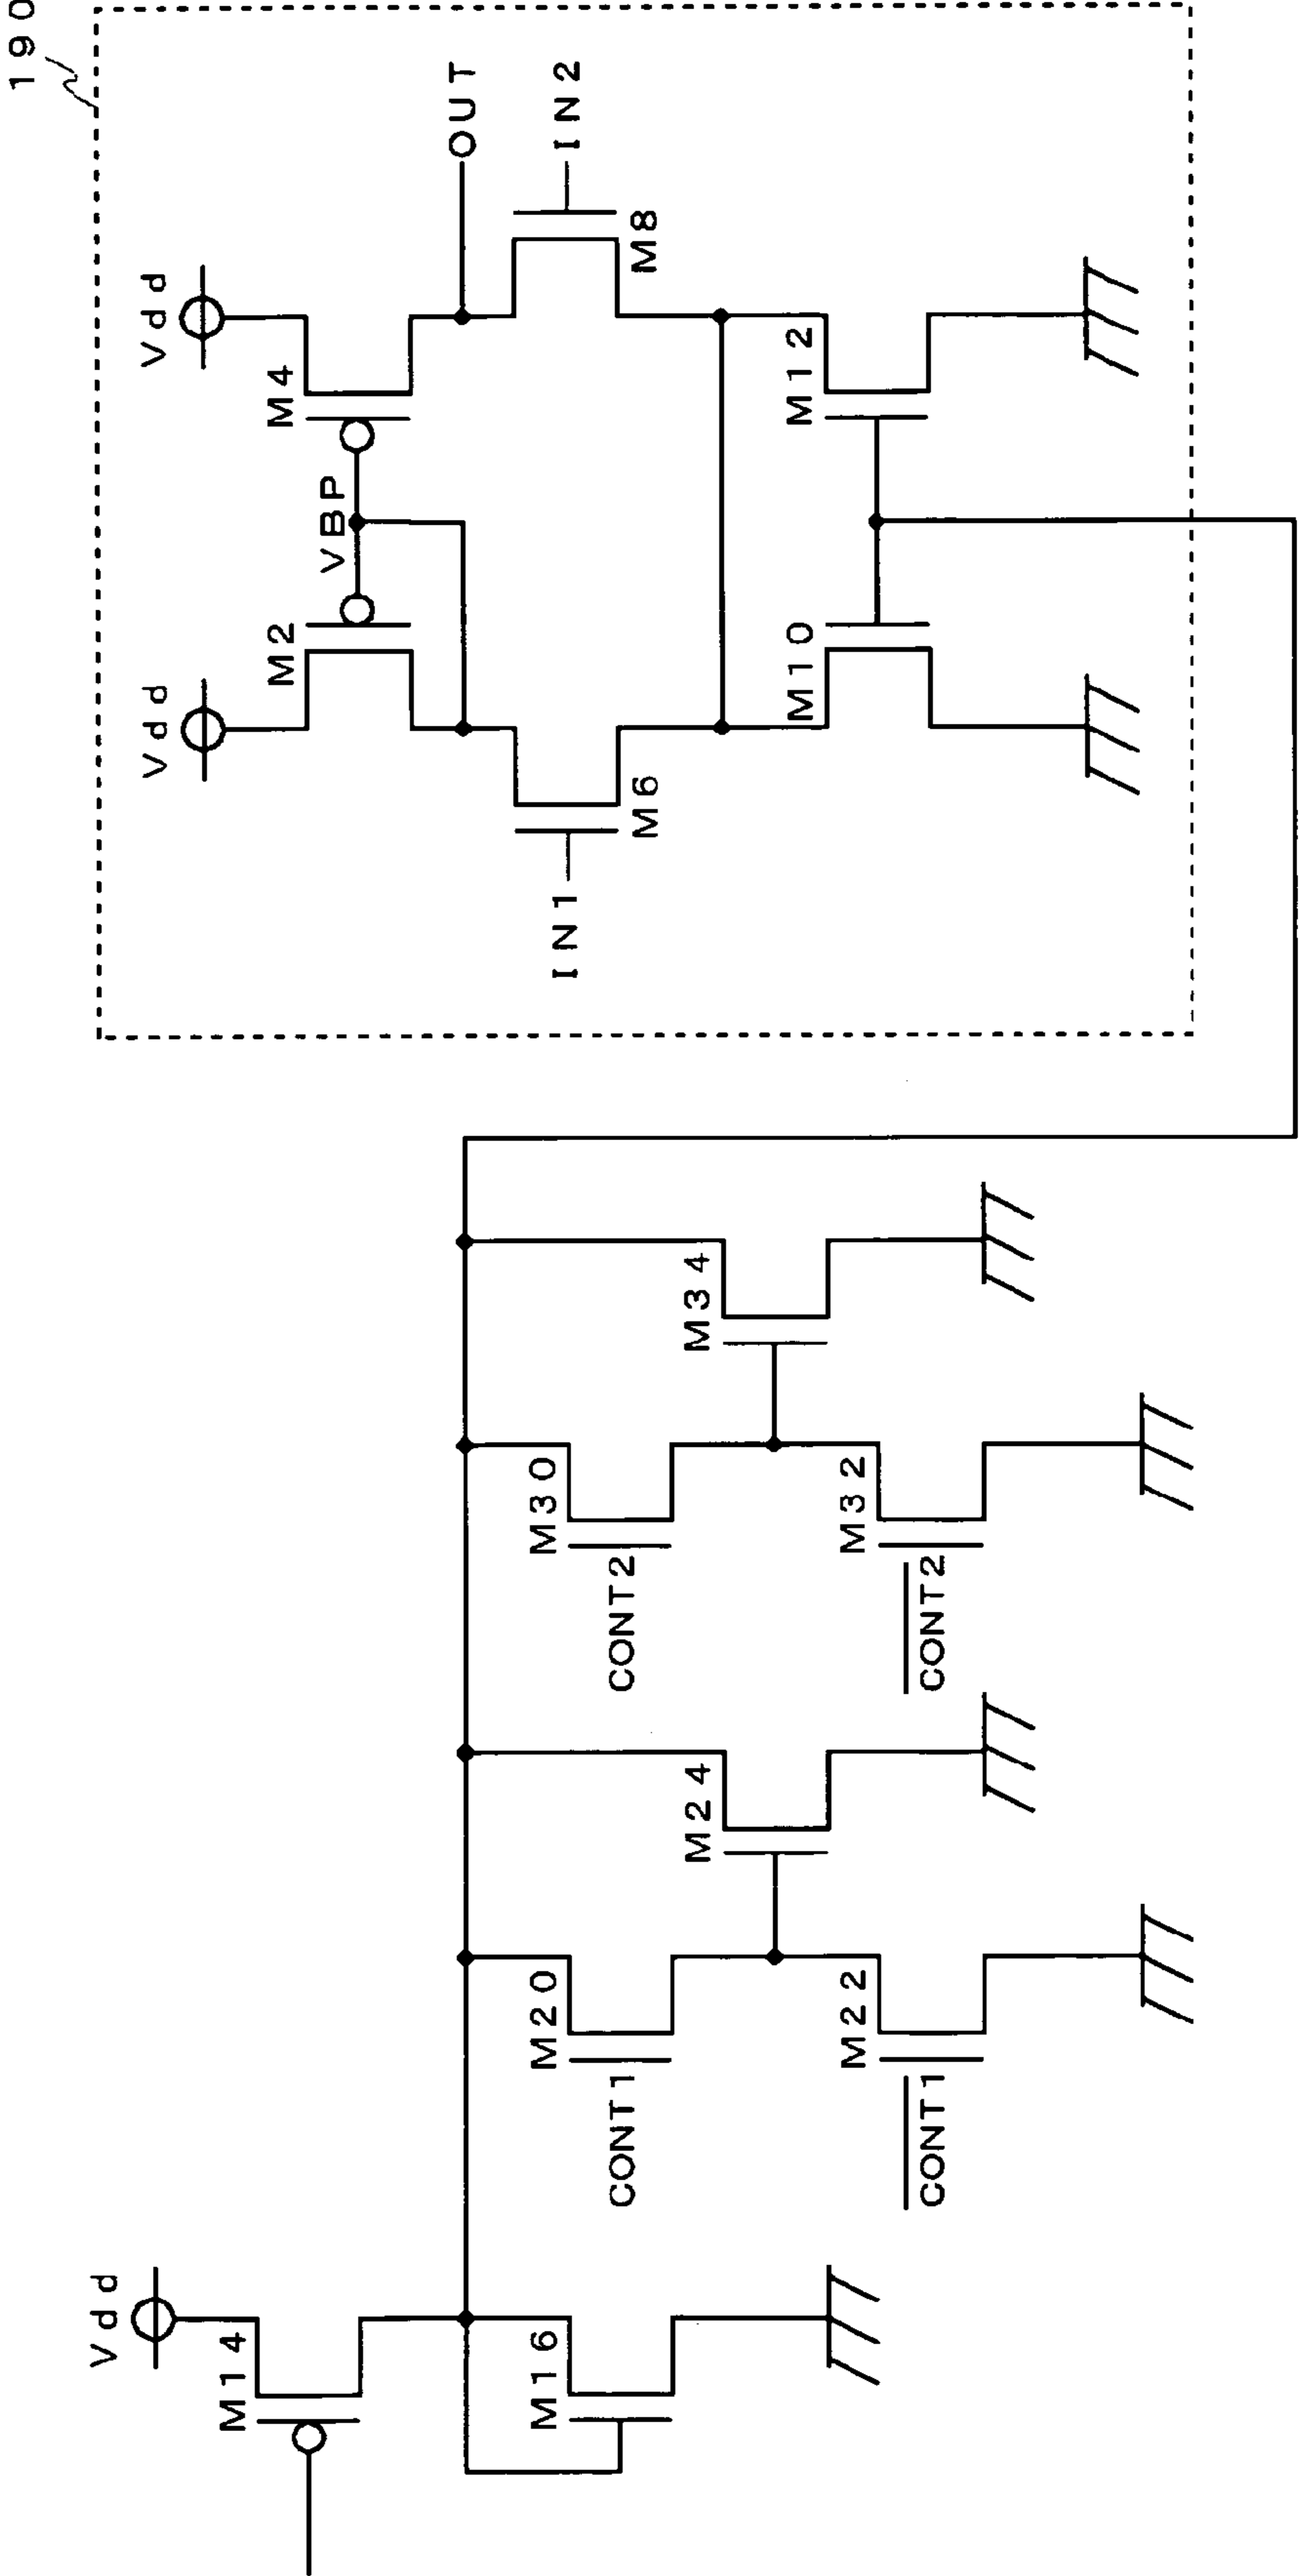 190
Vdd
Vdd
M2
M4
VBP
OUT
IN1
M6
M8
IN2
M10
M12
Vdd
M14
M16
CONT1
M20
M24
CONT1
M22
CONT2
M30
M34
CONT2
M32